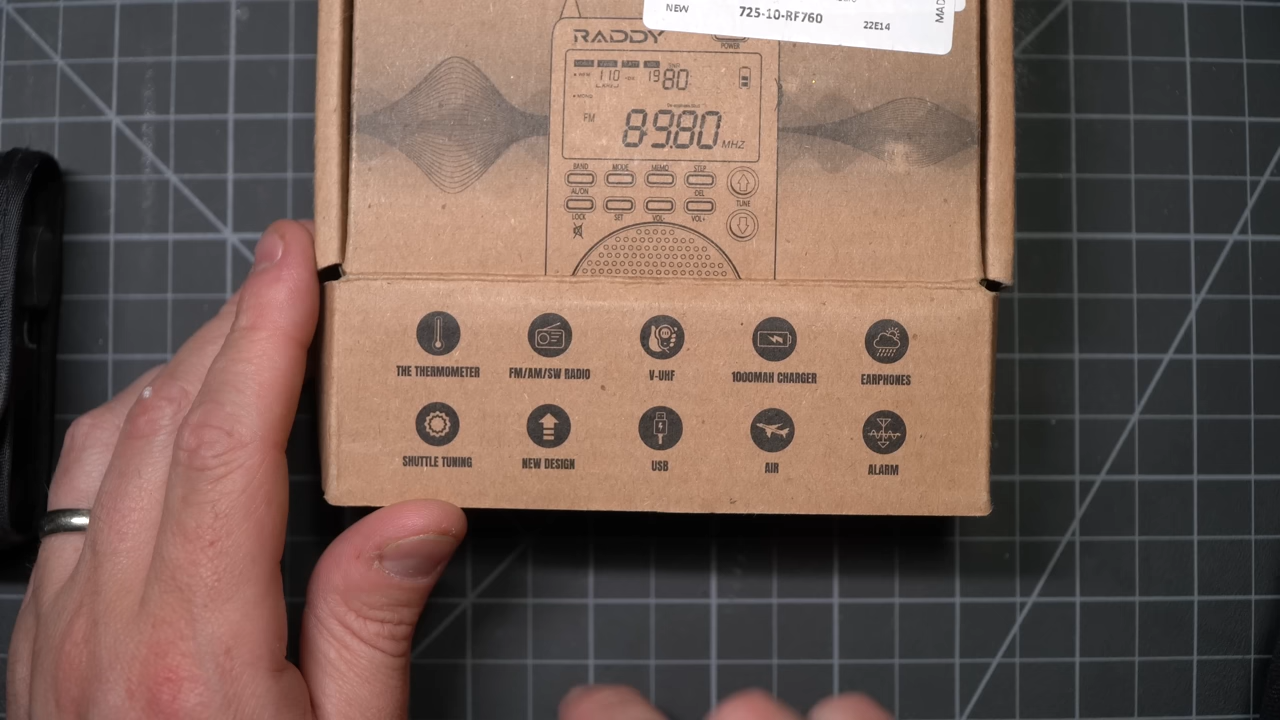 NEW 725-10-RF760 22E14
MAD
RADDY
POWER
110 1980
FM 89.80 MHZ
BAND MODE MEMO STEP
AL/ON DEL
TUNE
LOCK SET VOL- VOL+
THE THERMOMETER FM/AM/SW RADIO V-UHF 1000MAH CHARGER EARPHONES
SHUTTLE TUNING NEW DESIGN USB AIR ALARM